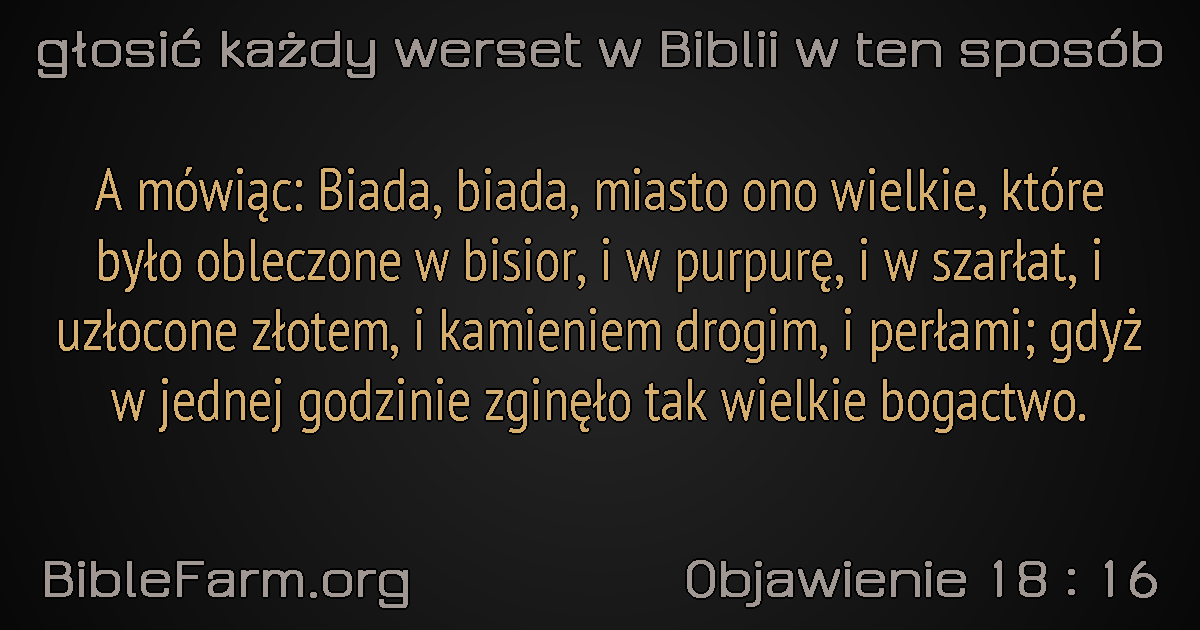 głosić każdy werset w Biblii w ten sposób
A mówiąc: Biada, biada, miasto ono wielkie, które
było obleczone w bisior, i w purpurę, i w szarłat, i
uzłocone złotem, i kamieniem drogim, i perłami; gdyż
w jednej godzinie zginęło tak wielkie bogactwo.
BibleFarm.org
Objawienie 18 : 16